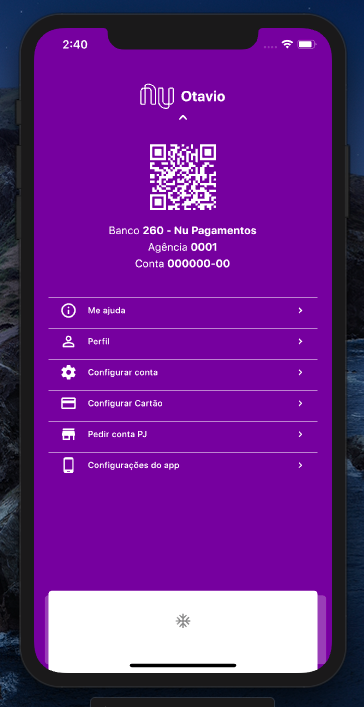 2:40
nu Otavio
Banco 260 - Nu Pagamentos
Agência 0001
Conta 000000-00
Me ajuda
Perfil
Configurar conta
Configurar Cartão
Pedir conta PJ
Configurações do app